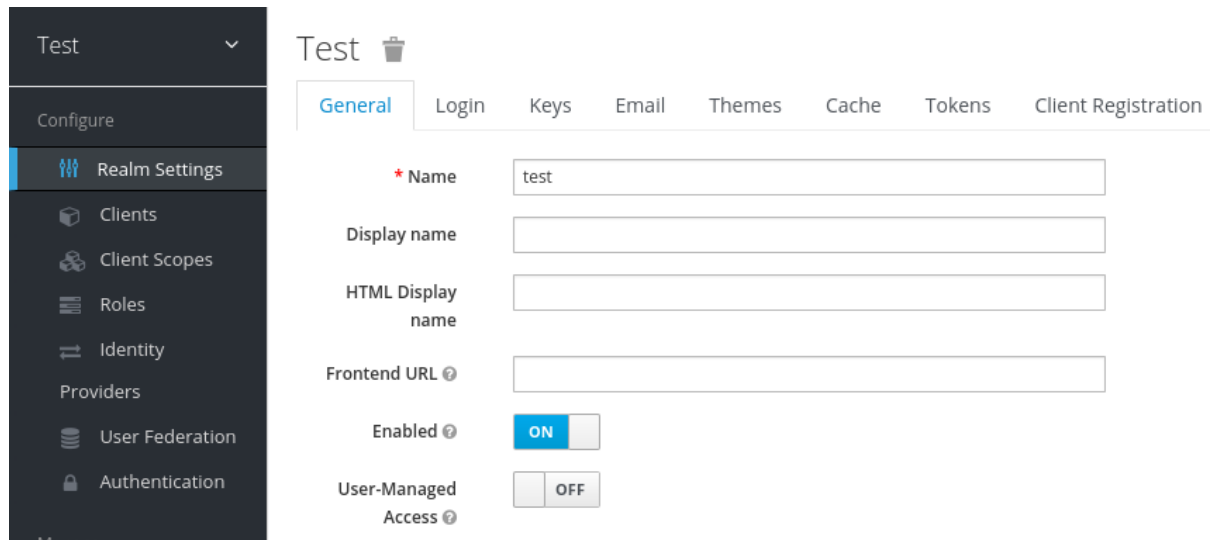 Test
Configure
Realm Settings
Clients
Client Scopes
Roles
Identity
Providers
User Federation
Authentication
Test
General Login Keys Email Themes Cache Tokens Client Registration
* Name test
Display name
HTML Display
name
Frontend URL
Enabled ON
User-Managed OFF
Access